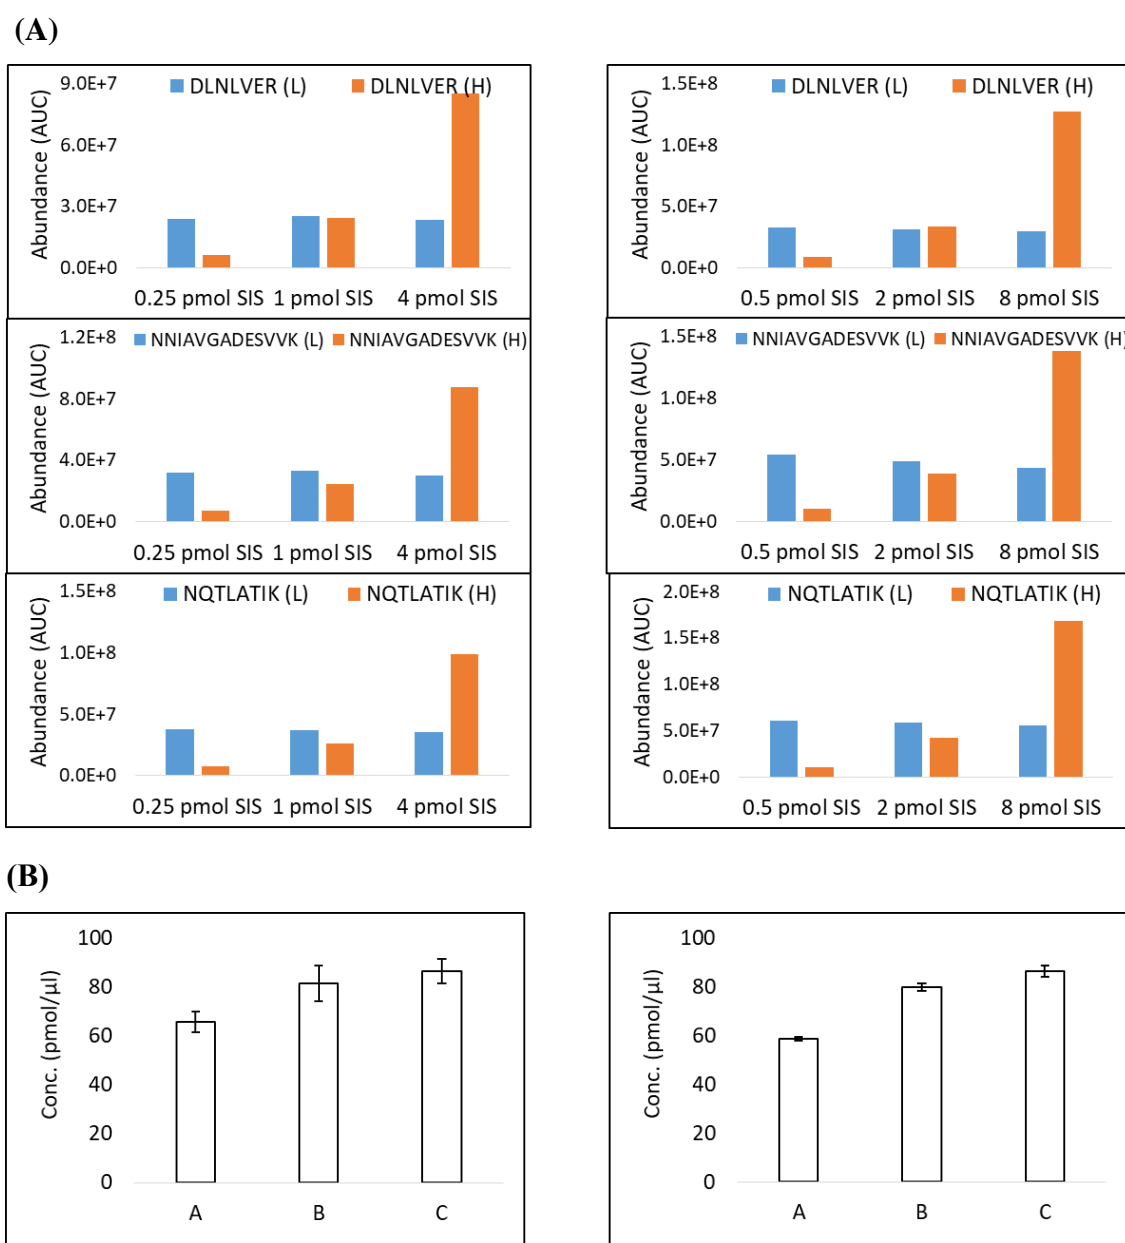 (A)
DLNLVER (L) DLNLVER (H)
Abundance (AUC)
9.0E+7
6.0E+7
3.0E+7
0.0E+0
0.25 pmol SIS 1 pmol SIS 4 pmol SIS
DLNLVER (L) DLNLVER (H)
Abundance (AUC)
1.5E+8
1.0E+8
5.0E+7
0.0E+0
0.5 pmol SIS 2 pmol SIS 8 pmol SIS
NNIAVGADESVVK (L) NNIAVGADESVVK (H)
Abundance (AUC)
1.2E+8
8.0E+7
4.0E+7
0.0E+0
0.25 pmol SIS 1 pmol SIS 4 pmol SIS
NNIAVGADESVVK (L) NNIAVGADESVVK (H)
Abundance (AUC)
1.5E+8
1.0E+8
5.0E+7
0.0E+0
0.5 pmol SIS 2 pmol SIS 8 pmol SIS
NQTLATIK (L) NQTLATIK (H)
Abundance (AUC)
1.5E+8
1.0E+8
5.0E+7
0.0E+0
0.25 pmol SIS 1 pmol SIS 4 pmol SIS
NQTLATIK (L) NQTLATIK (H)
Abundance (AUC)
2.0E+8
1.5E+8
1.0E+8
5.0E+7
0.0E+0
0.5 pmol SIS 2 pmol SIS 8 pmol SIS
(B)
Conc. (pmol/µl)
100
80
60
40
20
0
A B C
Conc. (pmol/µl)
100
80
60
40
20
0
A B C